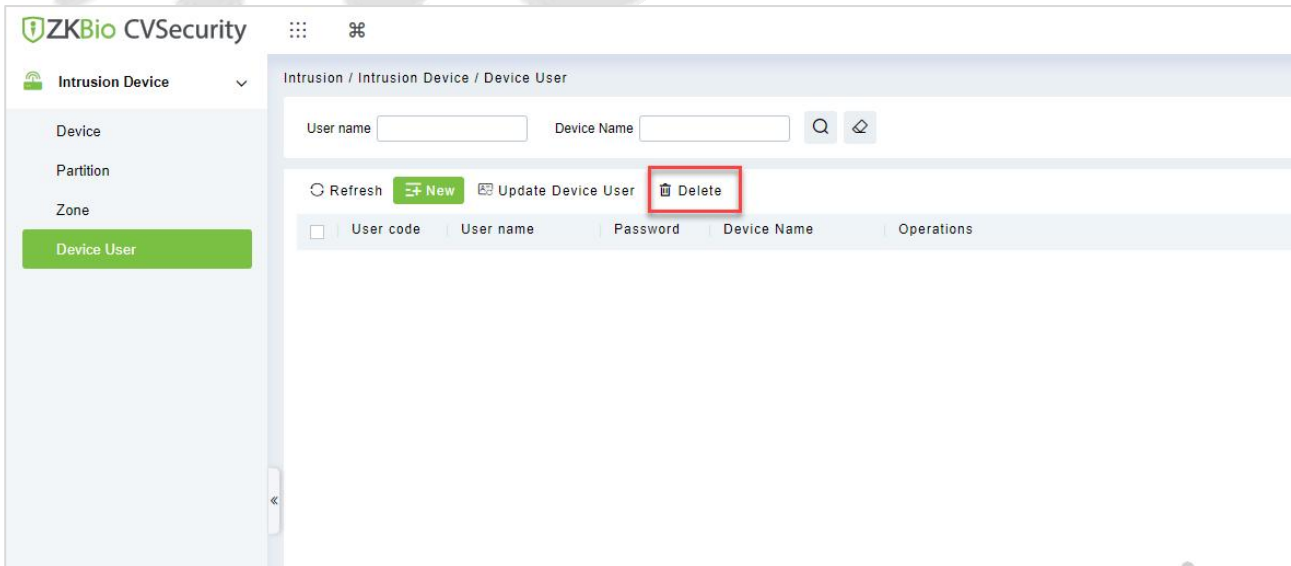 ZKBio CVSecurity
Intrusion Device
Intrusion / Intrusion Device / Device User
Device
Partition
Zone
Device User
User name
Device Name
Refresh New Update Device User Delete
User code User name Password Device Name Operations